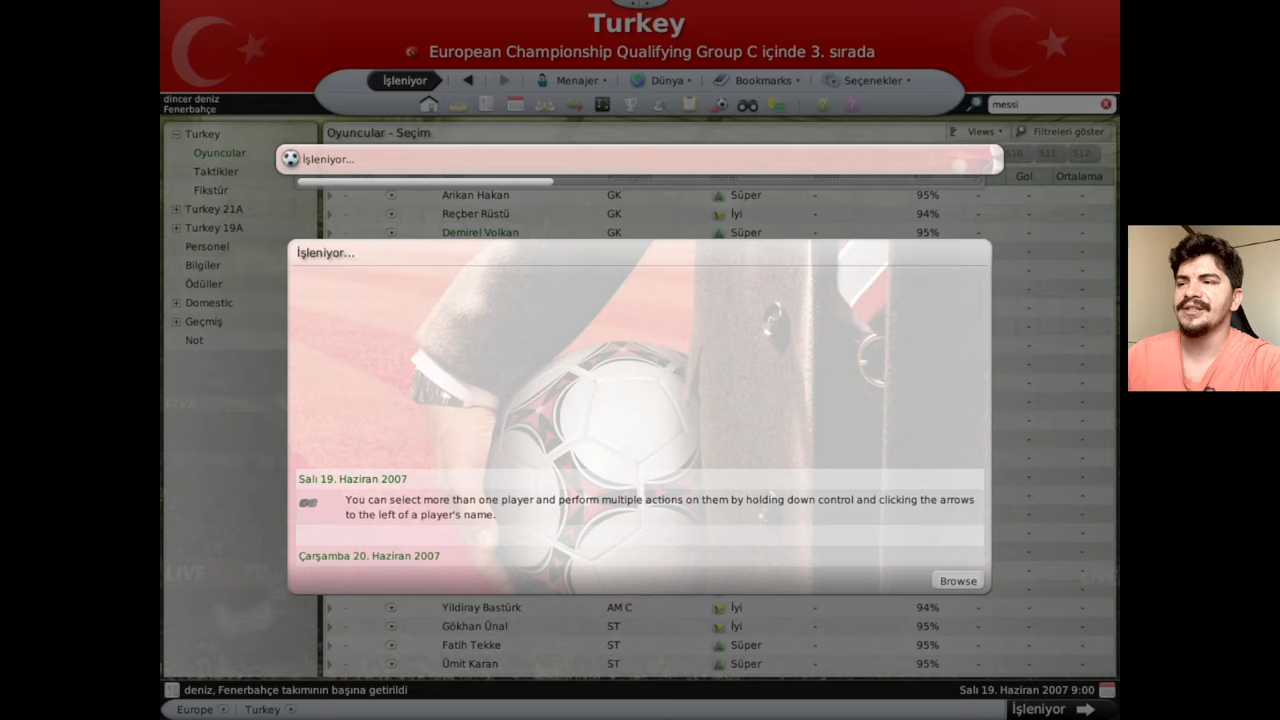 Turkey
European Championship Qualifying Group C içinde 3. sırada
İşleniyor
Menajer
Dünya
Bookmarks
Seçenekler
dincer deniz
Fenerbahçe
messi
Turkey
Oyuncular
Taktikler
Fikstür
Turkey 21A
Turkey 19A
Personel
Bilgiler
Ödüller
Domestic
Geçmiş
Not
Oyuncular - Seçim
Views
Filtreleri göster
S10 S11 S12
Gol Ortalama
İşleniyor...
Arikan Hakan GK Süper - 95% - - -
Reçber Rüstü GK İyi - 94% - - -
Demirel Volkan GK Süper - 95% - - -
İşleniyor...
Salı 19. Haziran 2007
You can select more than one player and perform multiple actions on them by holding down control and clicking the arrows
to the left of a player's name.
Çarşamba 20. Haziran 2007
Browse
LIVE
LIVE
Yildiray Bastürk AM C İyi - 94% - - -
Gökhan Ünal ST İyi - 95% - - -
Fatih Tekke ST Süper - 95% - - -
Ümit Karan ST Süper - 95% - - -
deniz, Fenerbahçe takımının başına getirildi
Salı 19. Haziran 2007 9:00
Europe
Turkey
İşleniyor